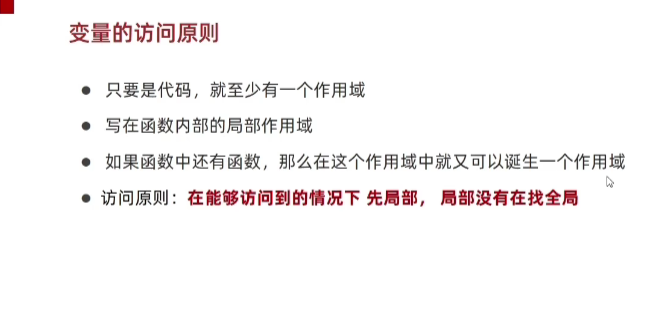 变量的访问原则
只要是代码，就至少有一个作用域
写在函数内部的局部作用域
如果函数中还有函数，那么在这个作用域中就又可以诞生一个作用域
访问原则：在能够访问到的情况下 先局部， 局部没有在找全局